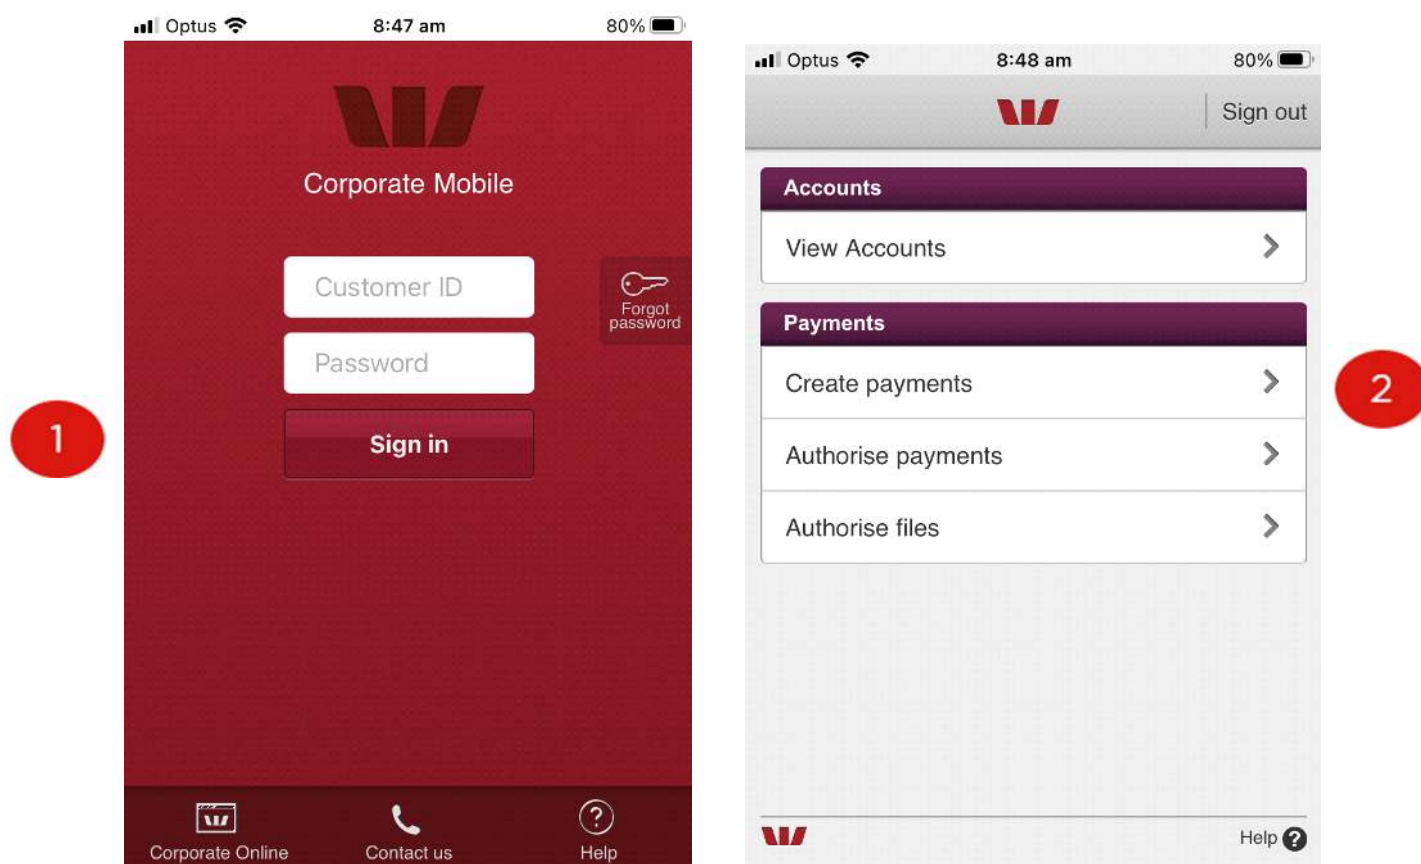 Optus 8:47 am 80%
Corporate Mobile
Customer ID
Forgot
password
Password
1
Sign in
Corporate Online Contact us Help
Optus 8:48 am 80%
Sign out
Accounts
View Accounts
Payments
Create payments
2
Authorise payments
Authorise files
Help ?